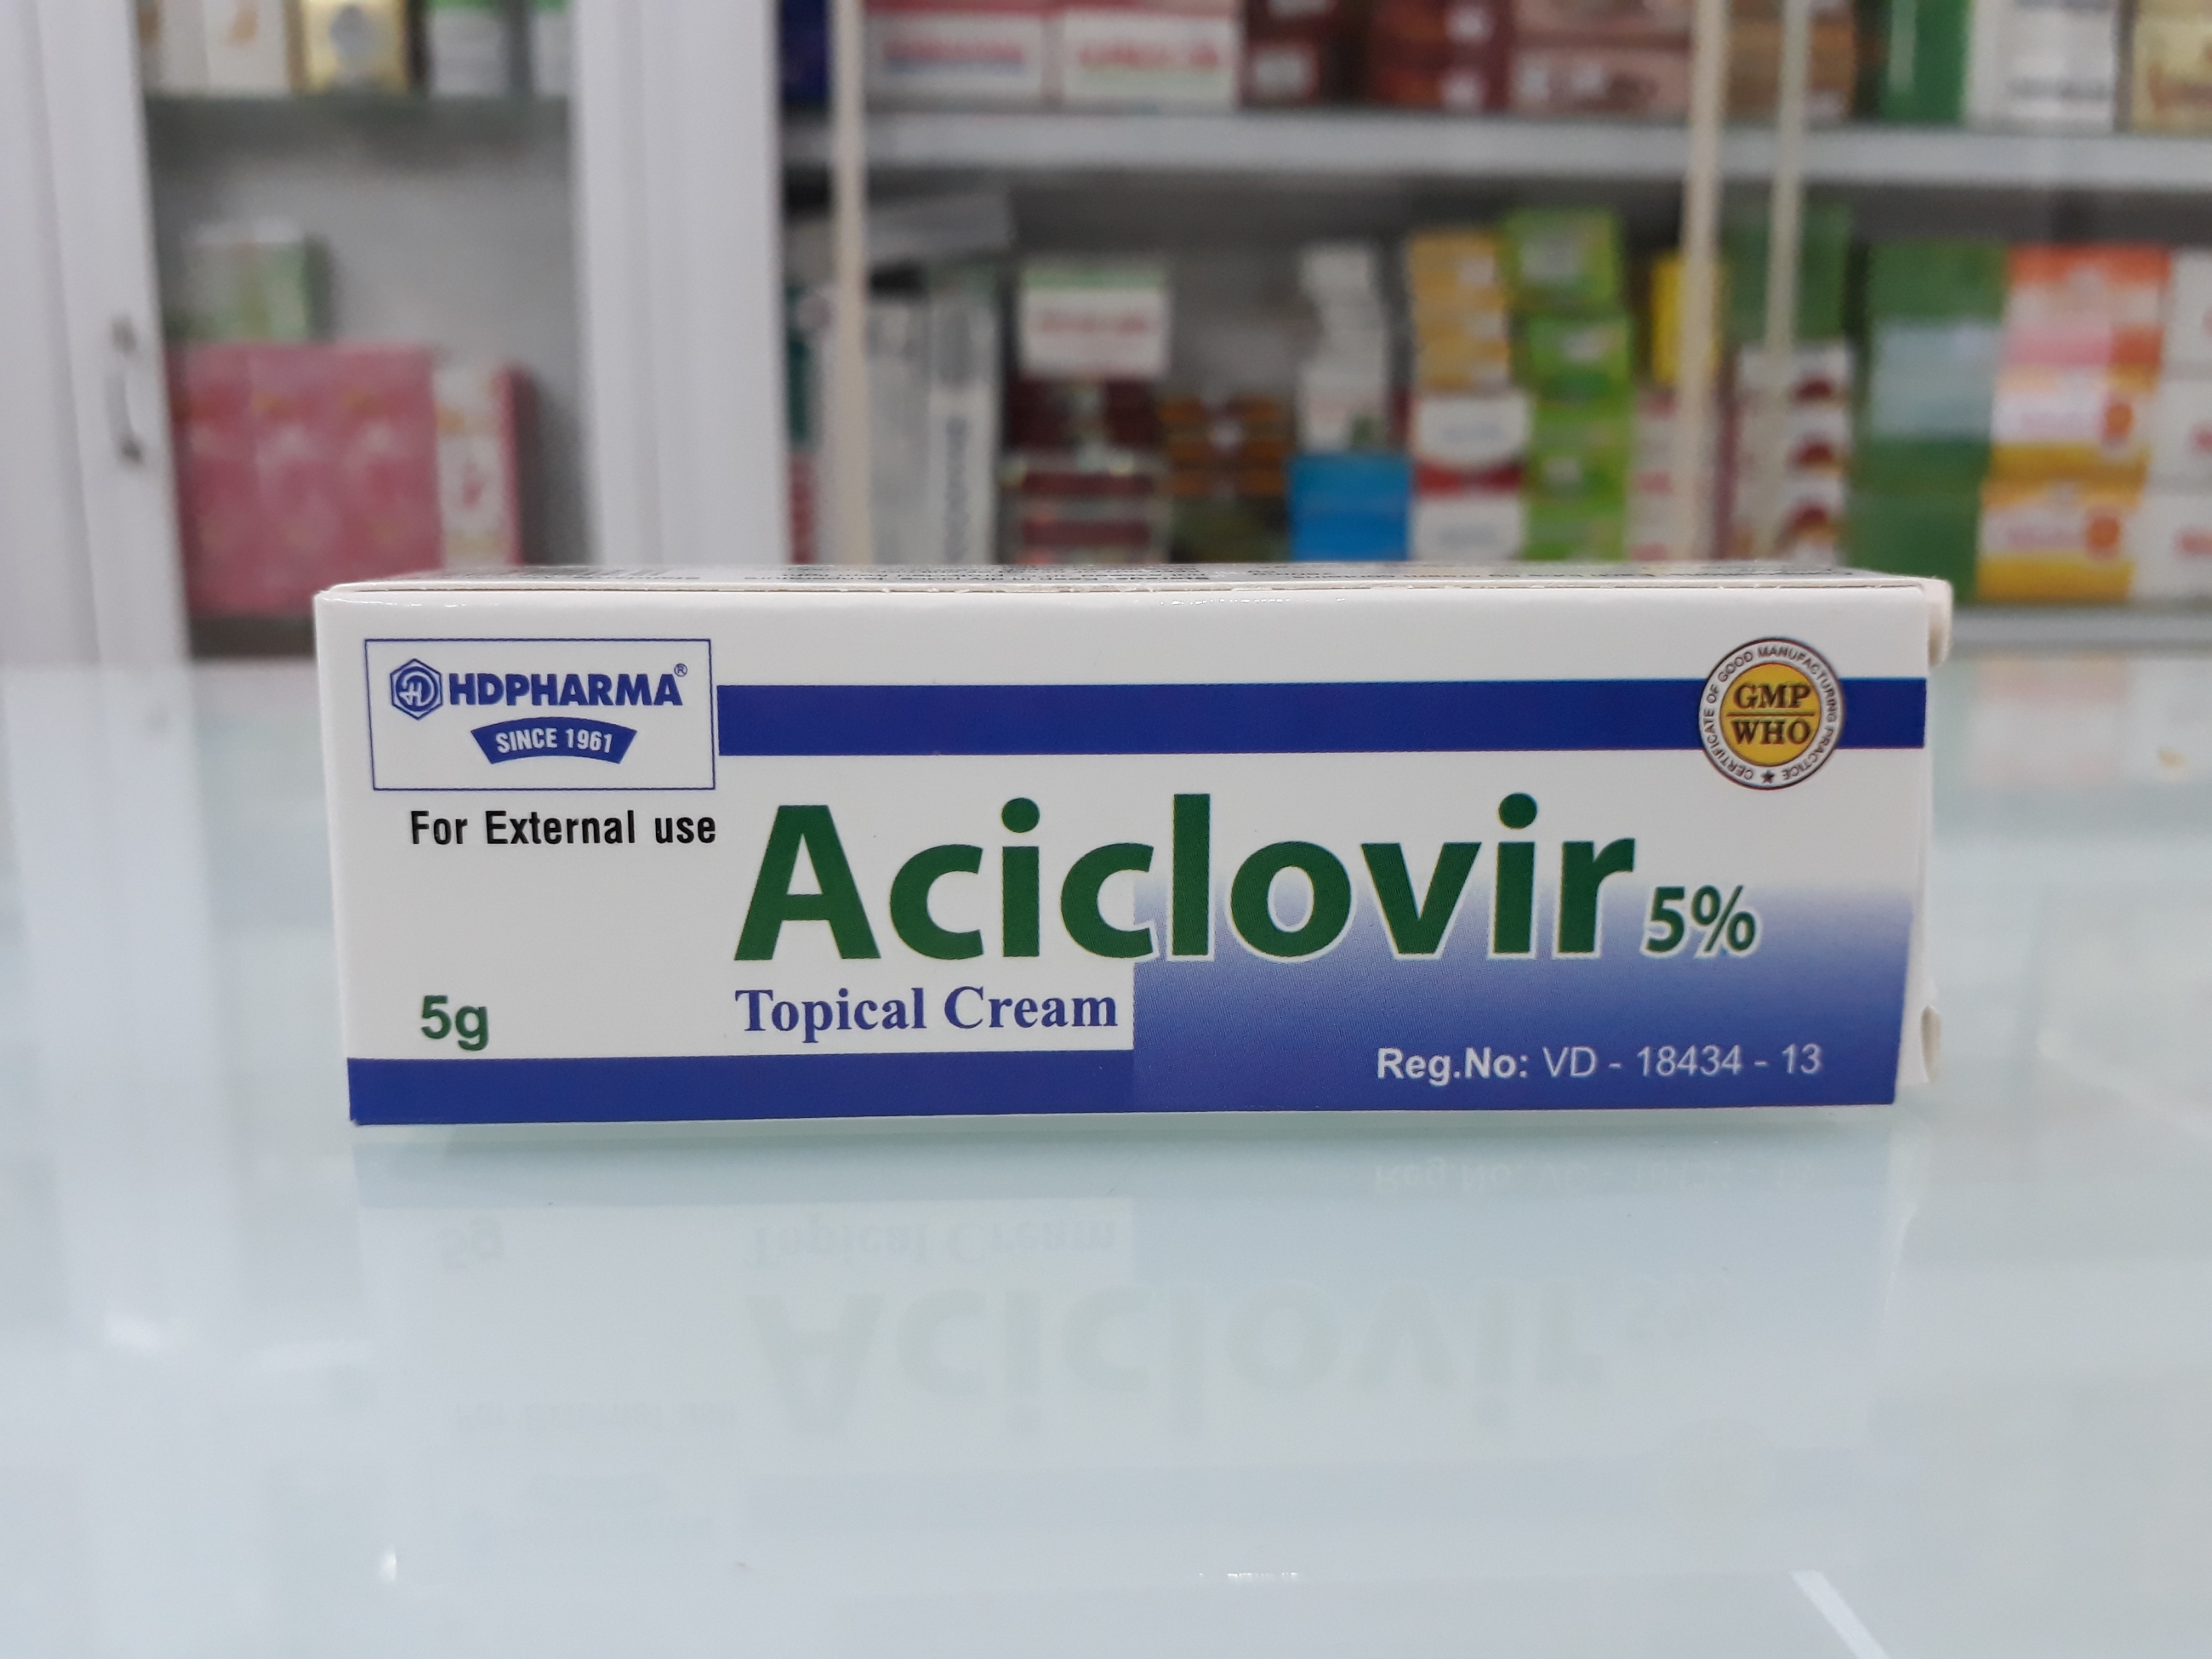 HDPHARMA®
SINCE 1961
CERTIFICATE OF GOOD MANUFACTURING PRACTICE
GMP
WHO
For External use
Aciclovir 5%
Topical Cream
5g
Reg.No: VD - 18434 - 13